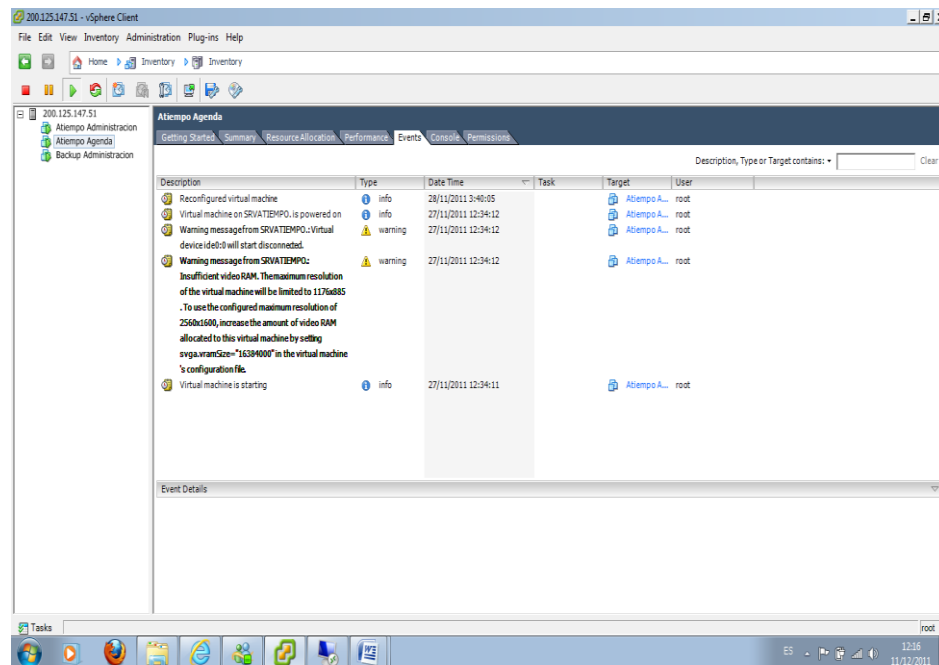 200.125.147.51 - vSphere Client
File Edit View Inventory Administration Plug-ins Help
Home Inventory Inventory
200.125.147.51
Atiempo Administracion
Atiempo Agenda
Backup Administracion
Atiempo Agenda
Getting Started Summary Resource Allocation Performance Events Console Permissions
Description, Type or Target contains: Clear
Description Type Date Time Task Target User
Reconfigured virtual machine info 28/11/2011 3:40:05 Atiempo A... root
Virtual machine on SRVATIEMPO. is powered on info 27/11/2011 12:34:12 Atiempo A... root
Warning message from SRVATIEMPO.: Virtual warning 27/11/2011 12:34:12 Atiempo A... root
device ide0:0 will start disconnected.
Warning message from SRVATIEMPO.: warning 27/11/2011 12:34:12 Atiempo A... root
Insufficient video RAM. The maximum resolution
of the virtual machine will be limited to 1176x885
. To use the configured maximum resolution of
2560x1600, increase the amount of video RAM
allocated to this virtual machine by setting
svga.vramSize="16384000" in the virtual machine
's configuration file.
Virtual machine is starting info 27/11/2011 12:34:11 Atiempo A... root
Event Details
Tasks root
ES 12:16
11/12/2011